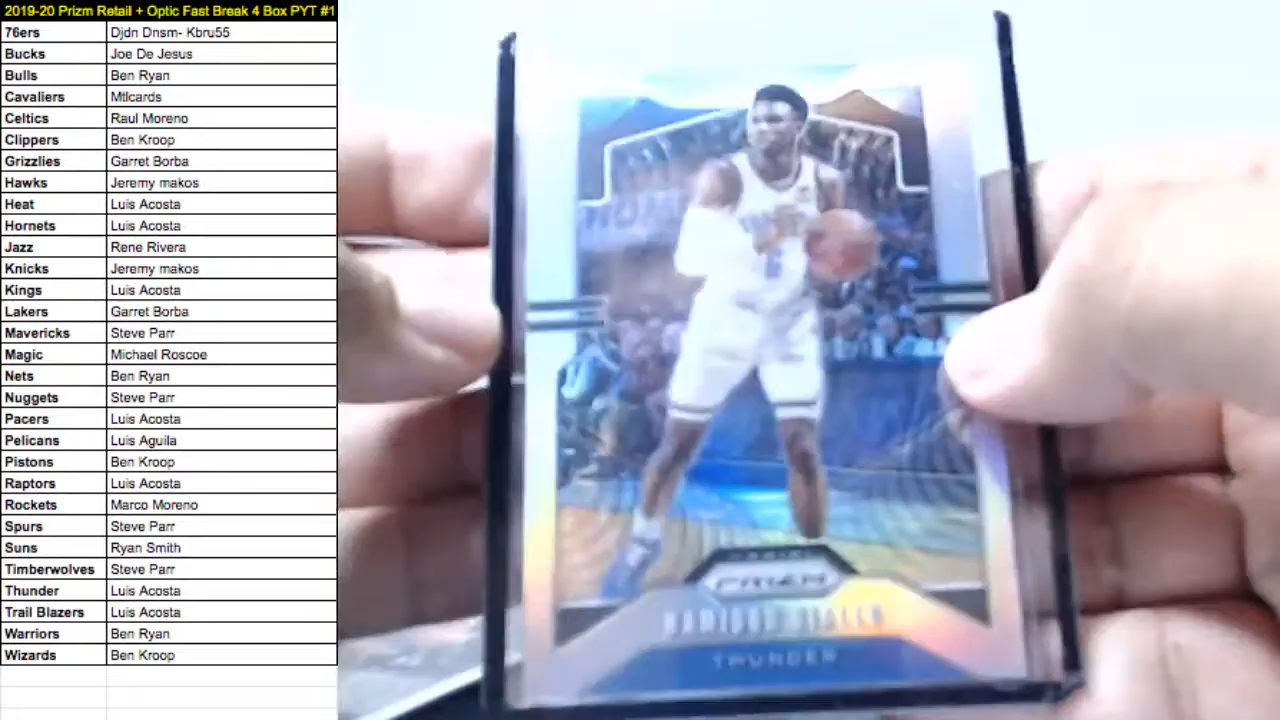 2019-20 Prizm Retail + Optic Fast Break 4 Box PYT #1
76ers Djdn Dnsm- Kbru55
Bucks Joe De Jesus
Bulls Ben Ryan
Cavaliers Mtlcards
Celtics Raul Moreno
Clippers Ben Kroop
Grizzlies Garret Borba
Hawks Jeremy makos
Heat Luis Acosta
Hornets Luis Acosta
Jazz Rene Rivera
Knicks Jeremy makos
Kings Luis Acosta
Lakers Garret Borba
Mavericks Steve Parr
Magic Michael Roscoe
Nets Ben Ryan
Nuggets Steve Parr
Pacers Luis Acosta
Pelicans Luis Aguila
Pistons Ben Kroop
Raptors Luis Acosta
Rockets Marco Moreno
Spurs Steve Parr
Suns Ryan Smith
Timberwolves Steve Parr
Thunder Luis Acosta
Trail Blazers Luis Acosta
Warriors Ben Ryan
Wizards Ben Kroop
PANINI
PRIZM
HAMIDOU DIALLO
THUNDER